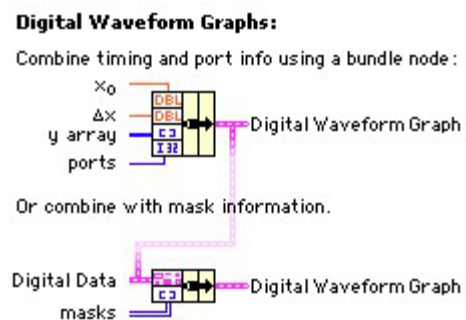 Digital Waveform Graphs:
Combine timing and port info using a bundle node:
x₀
DBL
Δx
DBL
Digital Waveform Graph
y array
[ ]
ports
I32
Or combine with mask information.
Digital Data
Digital Waveform Graph
masks
[ ]